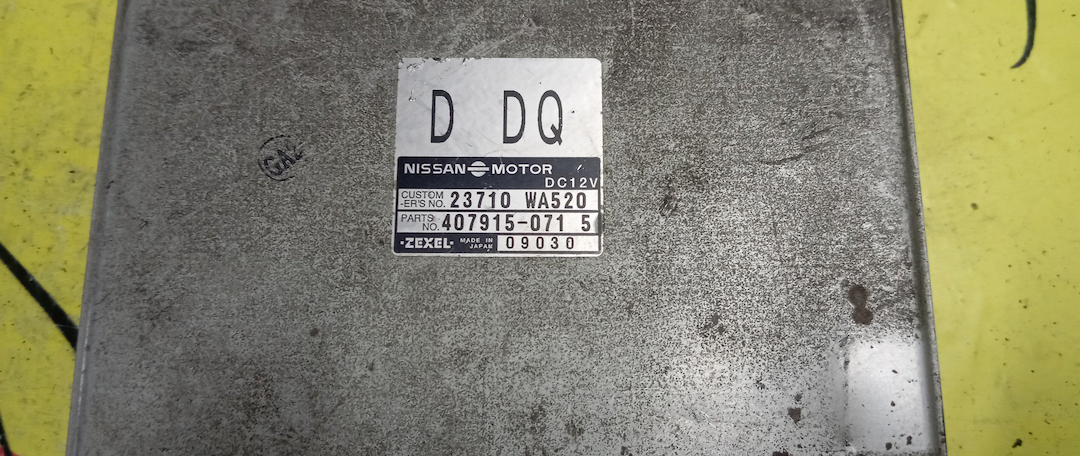 D DQ
NISSAN MOTOR
DC12V
CUSTOM
-ER'S NO. 23710 WA520
PARTS
NO. 407915-071 5
·ZEXEL· MADE IN
JAPAN 09030
GA